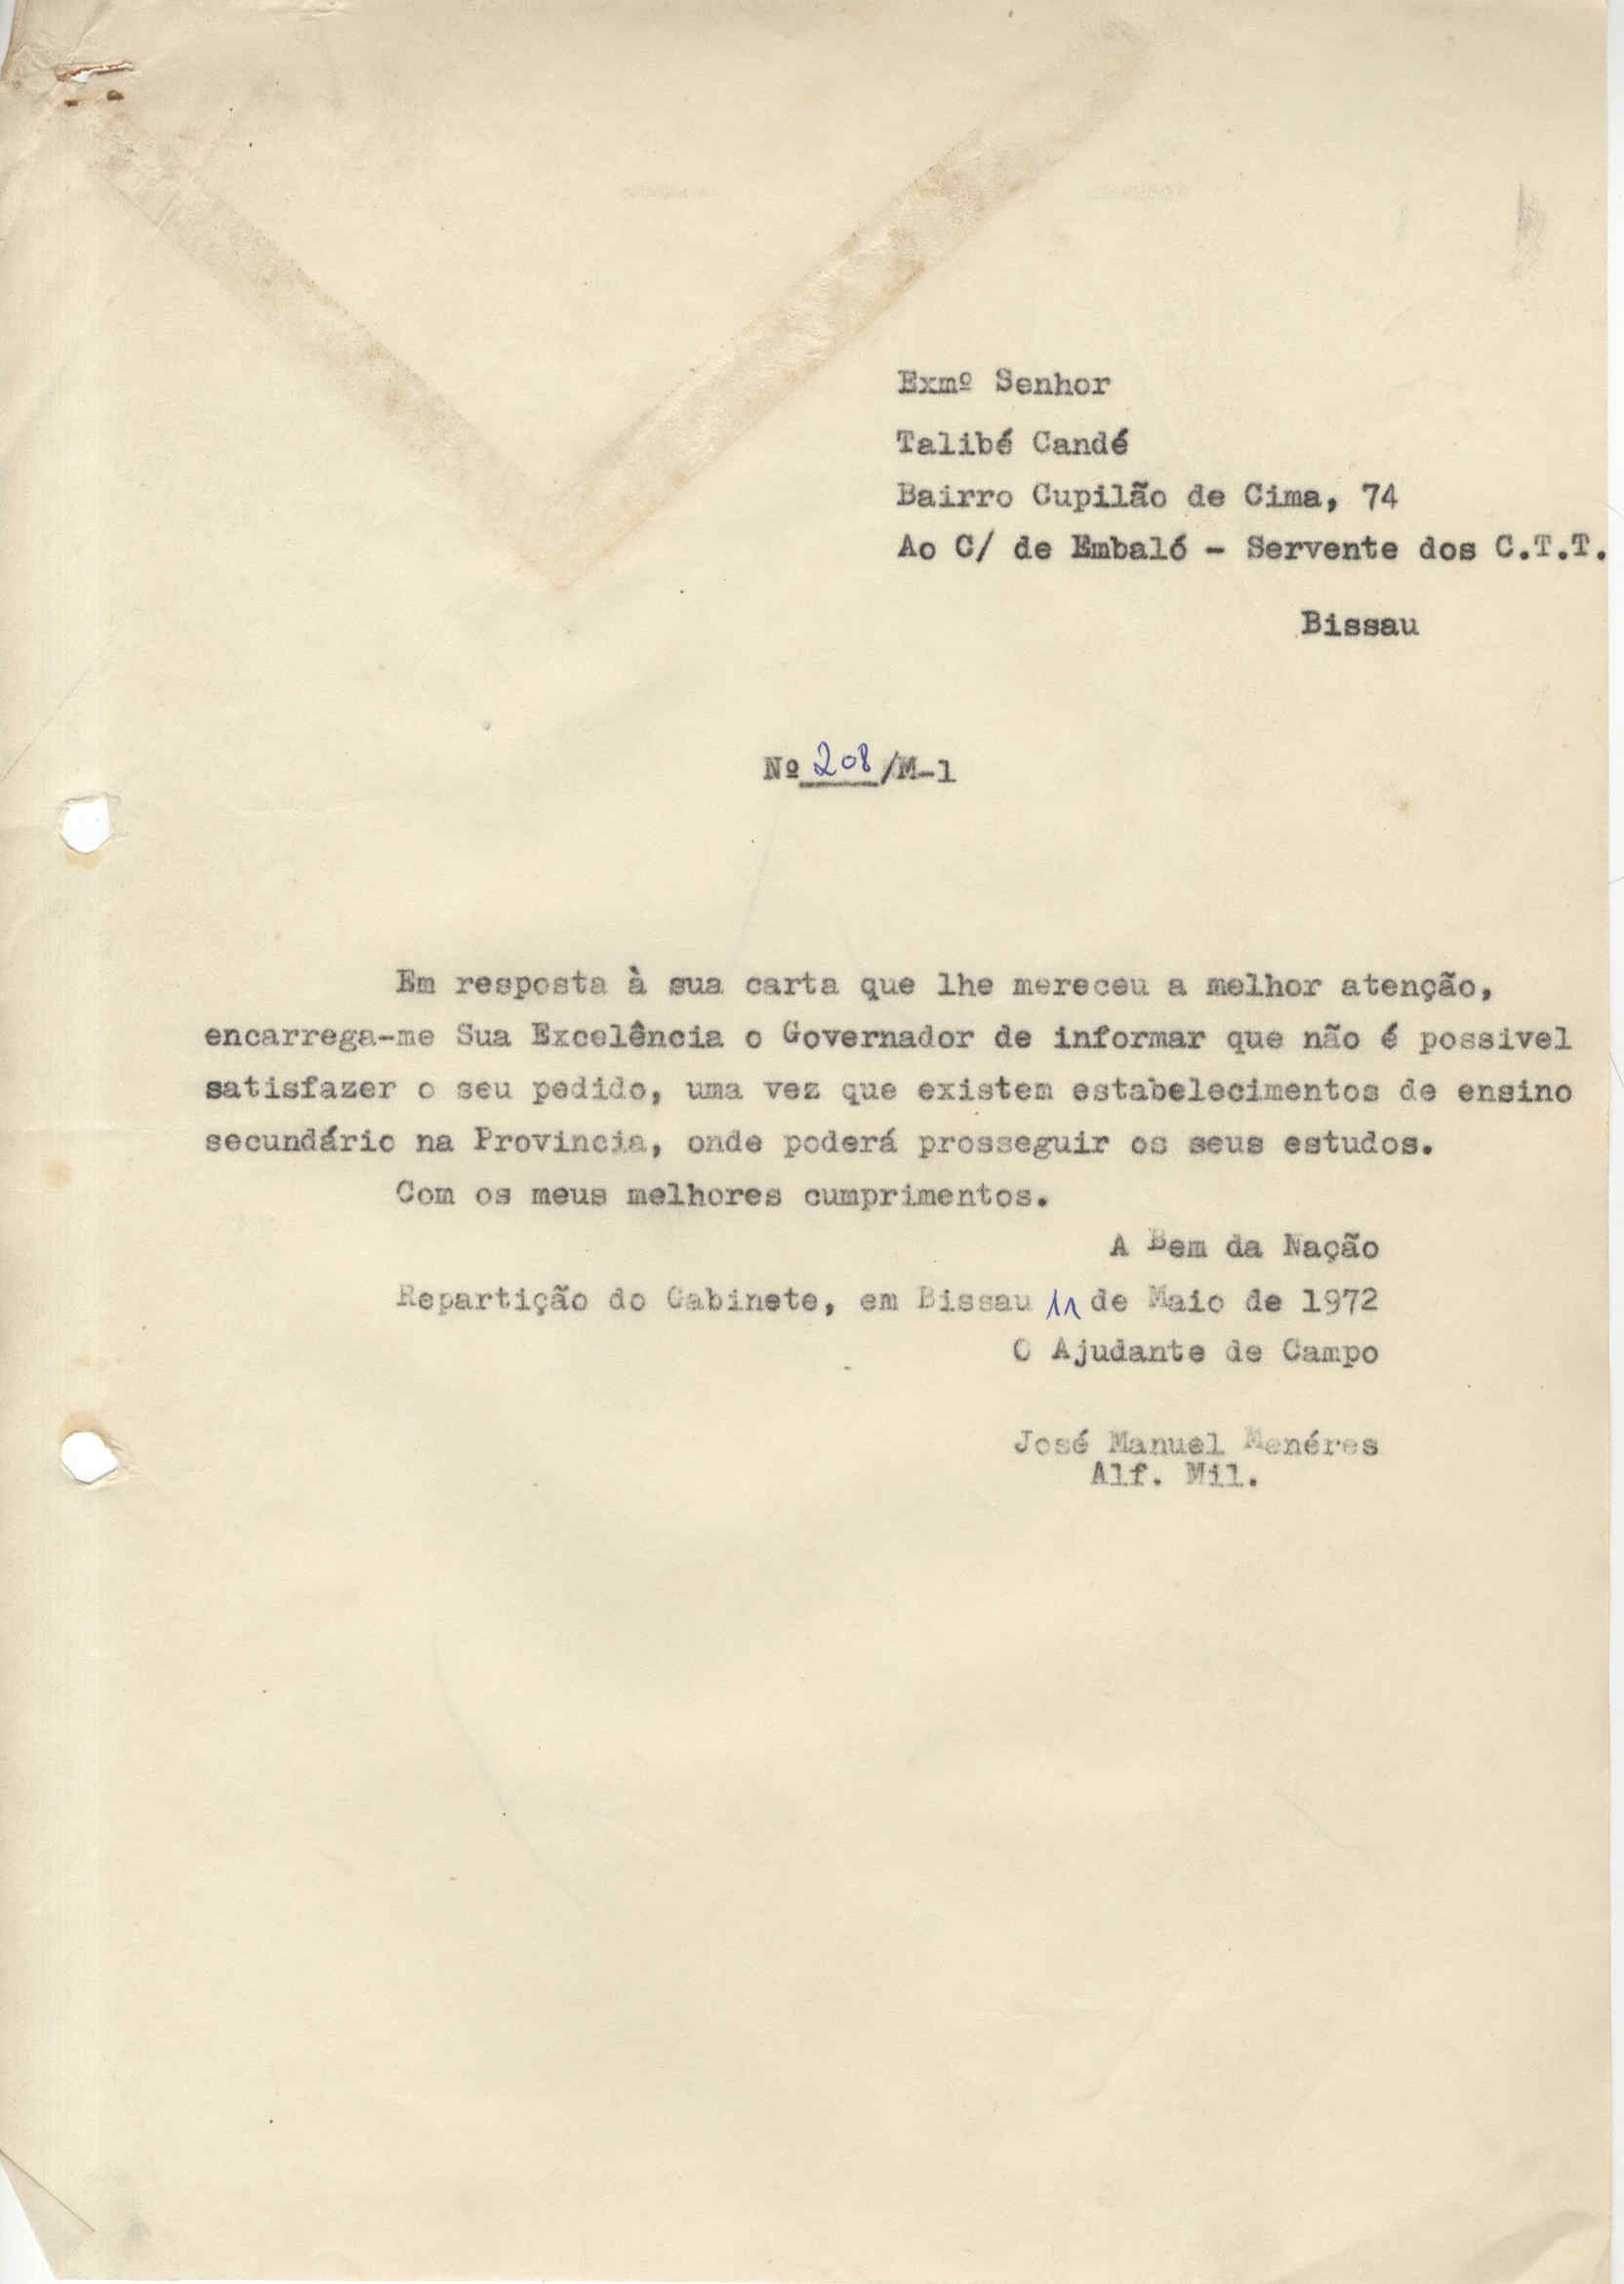 Exmº Senhor
Talibé Candé
Bairro Cupilão de Cima, 74
Ao C/ de Embaló - Servente dos C.T.T.
Bissau
Nº 208/M-1
Em resposta à sua carta que lhe mereceu a melhor atenção,
encarrega-me Sua Excelência o Governador de informar que não é possivel
satisfazer o seu pedido, uma vez que existem estabelecimentos de ensino
secundário na Provincia, onde poderá prosseguir os seus estudos.
Com os meus melhores cumprimentos.
A Bem da Nação
Repartição do Gabinete, em Bissau 11 de Maio de 1972
O Ajudante de Campo
José Manuel Menéres
Alf. Mil.